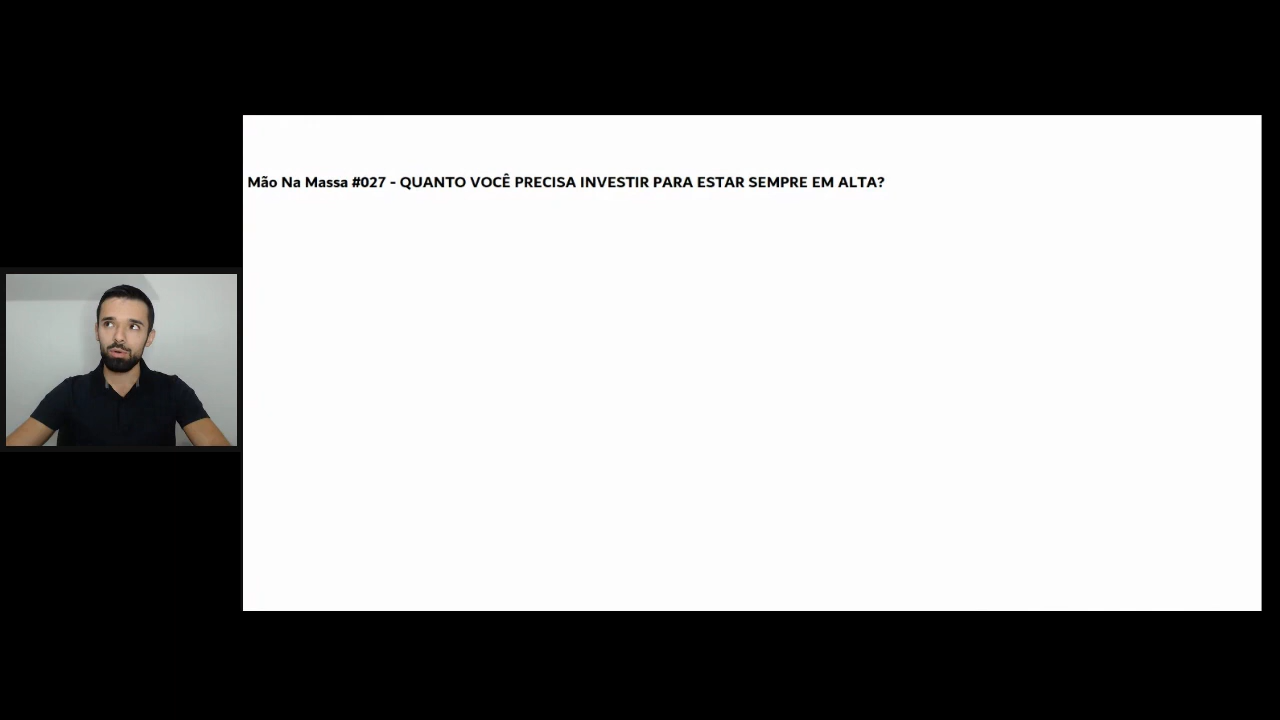 Mão Na Massa #027 - QUANTO VOCÊ PRECISA INVESTIR PARA ESTAR SEMPRE EM ALTA?